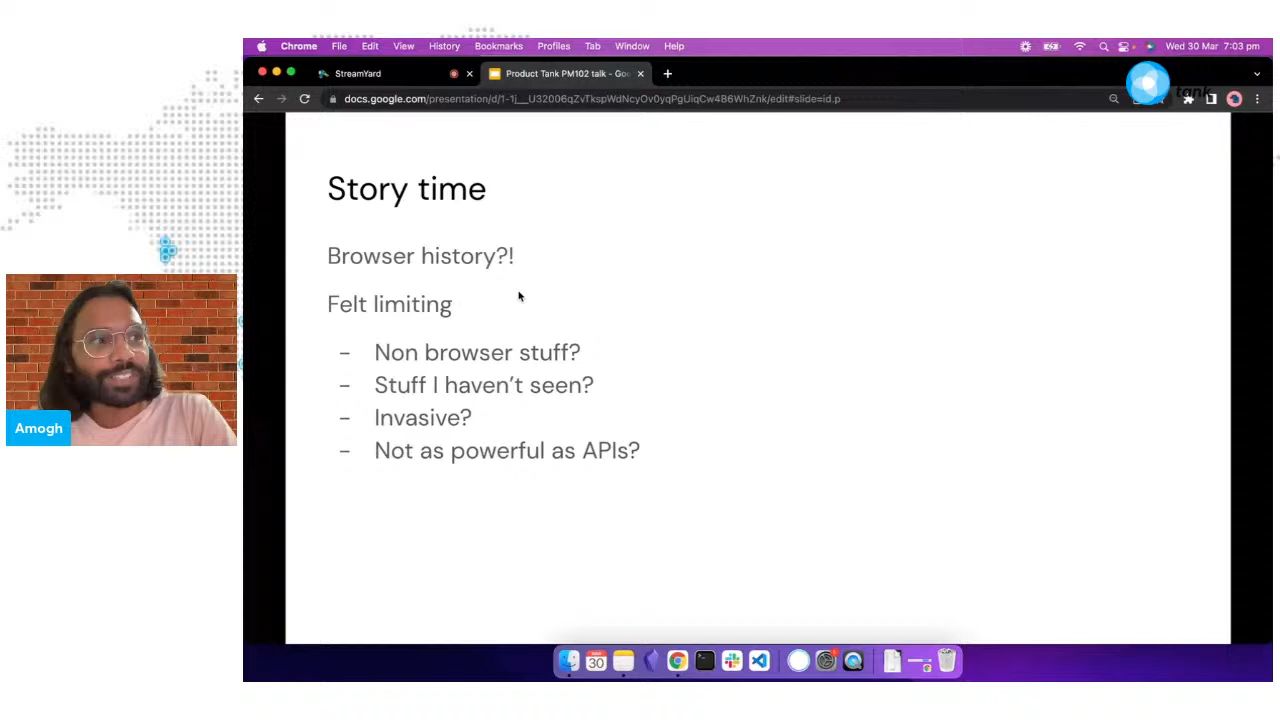 Chrome File Edit View History Bookmarks Profiles Tab Window Help Wed 30 Mar 7:03 pm
StreamYard Product Tank PM102 talk - Goo
tank
Story time
Browser history?!
Felt limiting
- Non browser stuff?
- Stuff I haven’t seen?
- Invasive?
- Not as powerful as APIs?
Amogh
30